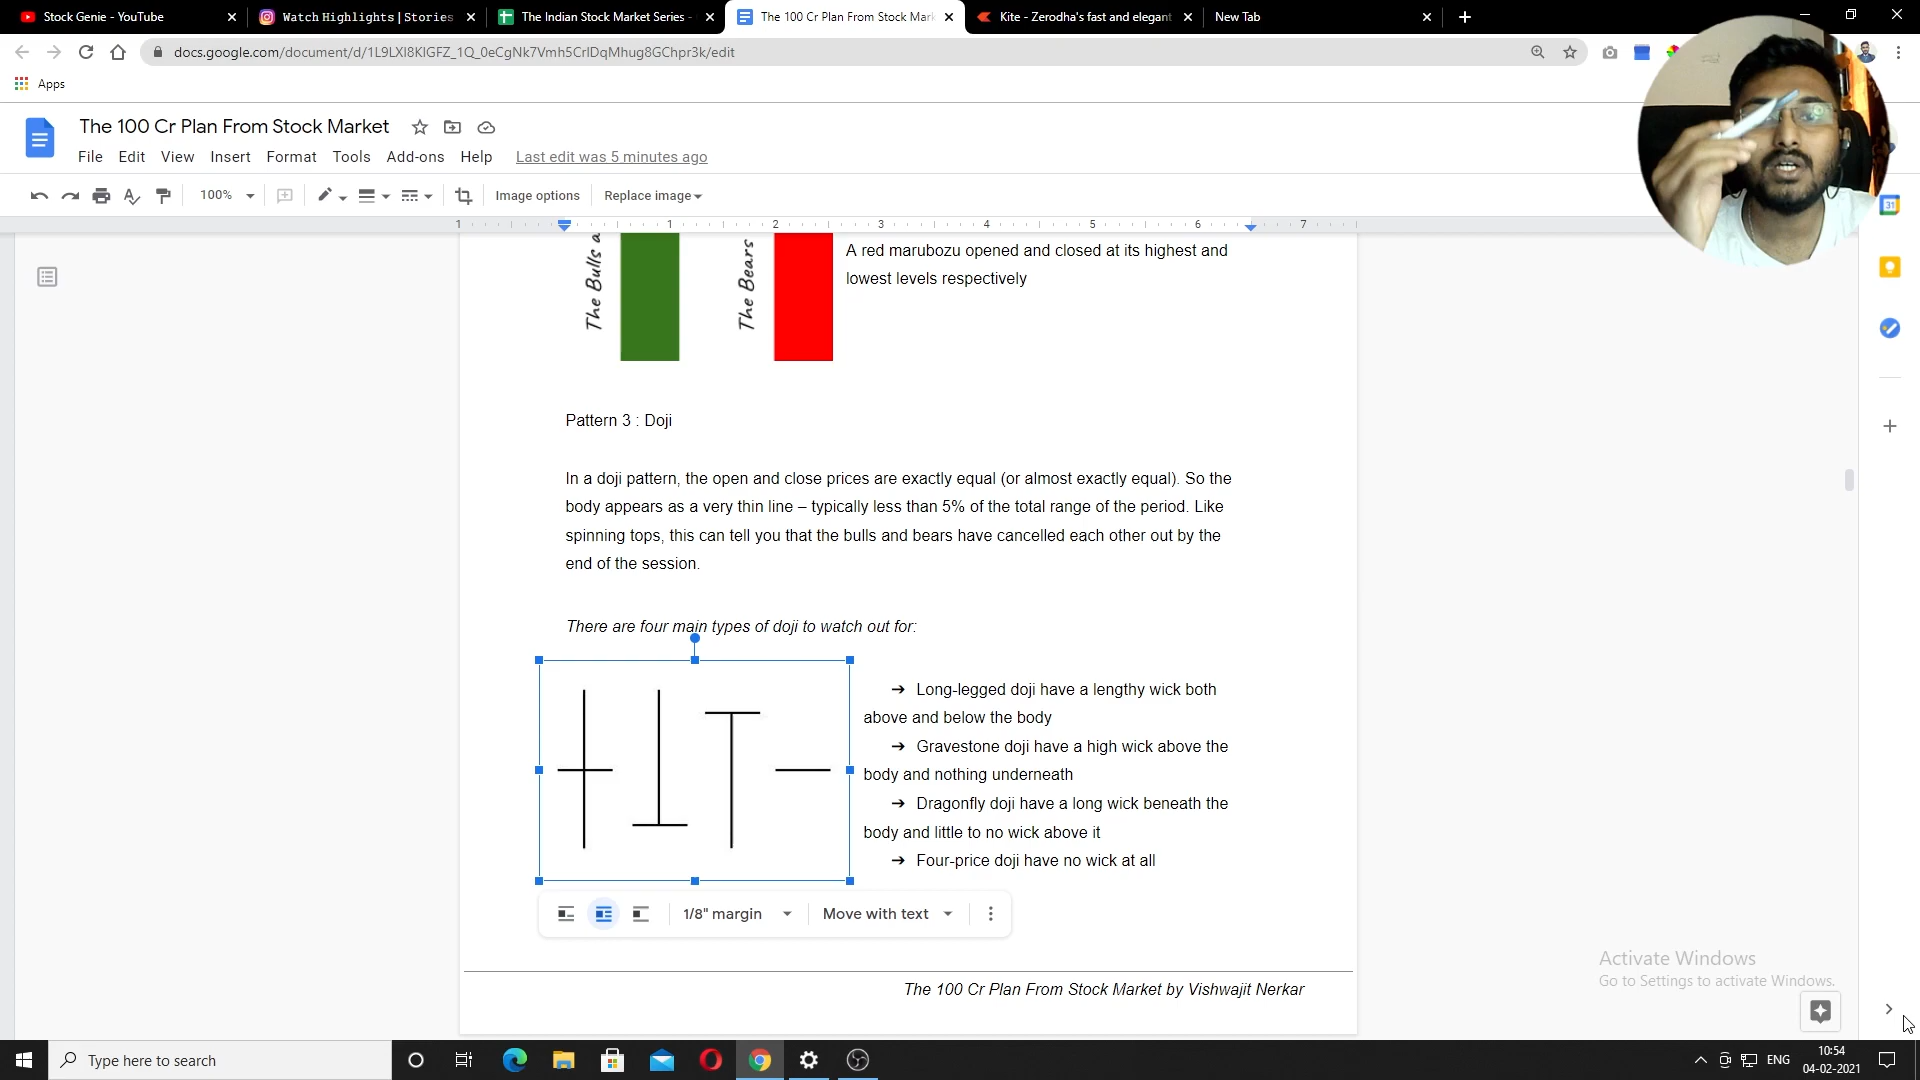 Stock Genie - YouTube
Watch Highlights | Stories
The Indian Stock Market Series -
The 100 Cr Plan From Stock Mark
Kite - Zerodha's fast and elegant
New Tab
docs.google.com/document/d/1L9LXI8KlGFZ_1Q_0eCgNk7Vmh5CrlDqMhug8GChpr3k/edit
Apps
The 100 Cr Plan From Stock Market
File Edit View Insert Format Tools Add-ons Help Last edit was 5 minutes ago
100% Image options Replace image
1 1 2 3 4 5 6 7
31
The Bulls a
The Bears
A red marubozu opened and closed at its highest and
lowest levels respectively
Pattern 3 : Doji
In a doji pattern, the open and close prices are exactly equal (or almost exactly equal). So the
body appears as a very thin line – typically less than 5% of the total range of the period. Like
spinning tops, this can tell you that the bulls and bears have cancelled each other out by the
end of the session.
There are four main types of doji to watch out for:
➔ Long-legged doji have a lengthy wick both
above and below the body
➔ Gravestone doji have a high wick above the
body and nothing underneath
➔ Dragonfly doji have a long wick beneath the
body and little to no wick above it
➔ Four-price doji have no wick at all
1/8" margin Move with text
The 100 Cr Plan From Stock Market by Vishwajit Nerkar
Activate Windows
Go to Settings to activate Windows.
Type here to search
ENG
10:54
04-02-2021